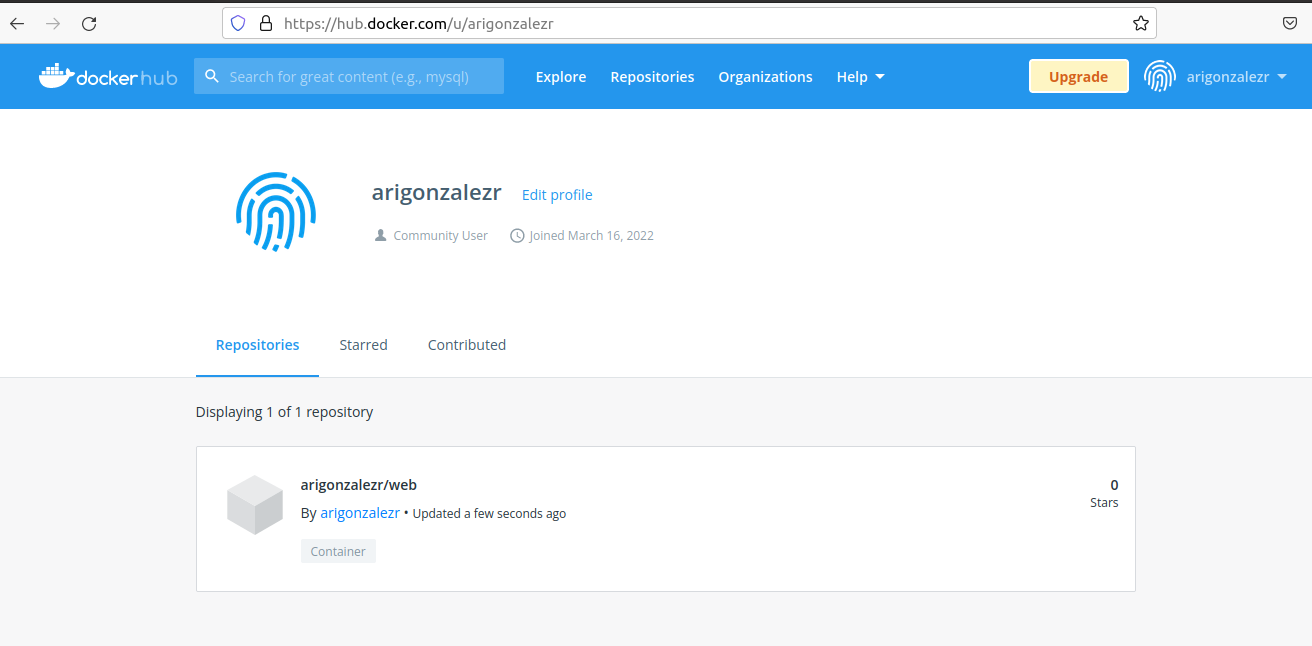 https://hub.docker.com/u/arigonzalezr
docker hub Search for great content (e.g., mysql) Explore Repositories Organizations Help Upgrade arigonzalezr
arigonzalezr Edit profile
Community User Joined March 16, 2022
Repositories Starred Contributed
Displaying 1 of 1 repository
arigonzalezr/web 0
By arigonzalezr • Updated a few seconds ago Stars
Container